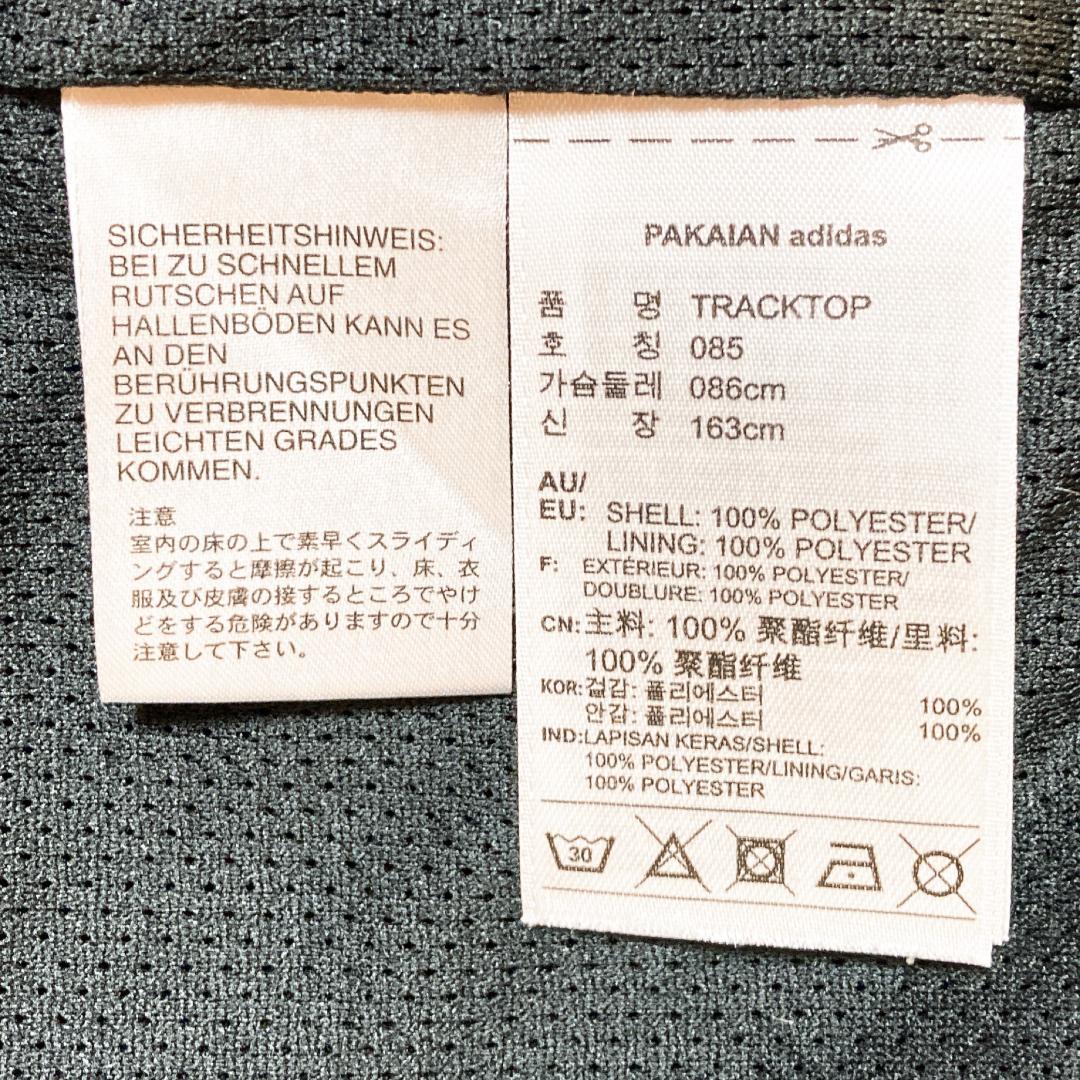 SICHERHEITSHINWEIS:
BEI ZU SCHNELLEM
RUTSCHEN AUF
HALLENBÖDEN KANN ES
AN DEN
BERÜHRUNGSPUNKTEN
ZU VERBRENNUNGEN
LEICHTEN GRADES
KOMMEN.
注意
室内の床の上で素早くスライディ
ングすると摩擦が起こり、床、衣
服及び皮膚の接するところでやけ
どをする危険がありますので十分
注意して下さい。
PAKAIAN adidas
품 명 TRACKTOP
호 칭 085
가슴둘레 086cm
신 장 163cm
AU/
EU: SHELL: 100% POLYESTER/
LINING: 100% POLYESTER
F: EXTÉRIEUR: 100% POLYESTER/
DOUBLURE: 100% POLYESTER
CN: 主料: 100% 聚酯纤维/里料:
100% 聚酯纤维
KOR: 겉감: 폴리에스터 100%
안감: 폴리에스터 100%
IND: LAPISAN KERAS/SHELL:
100% POLYESTER/LINING/GARIS:
100% POLYESTER
30